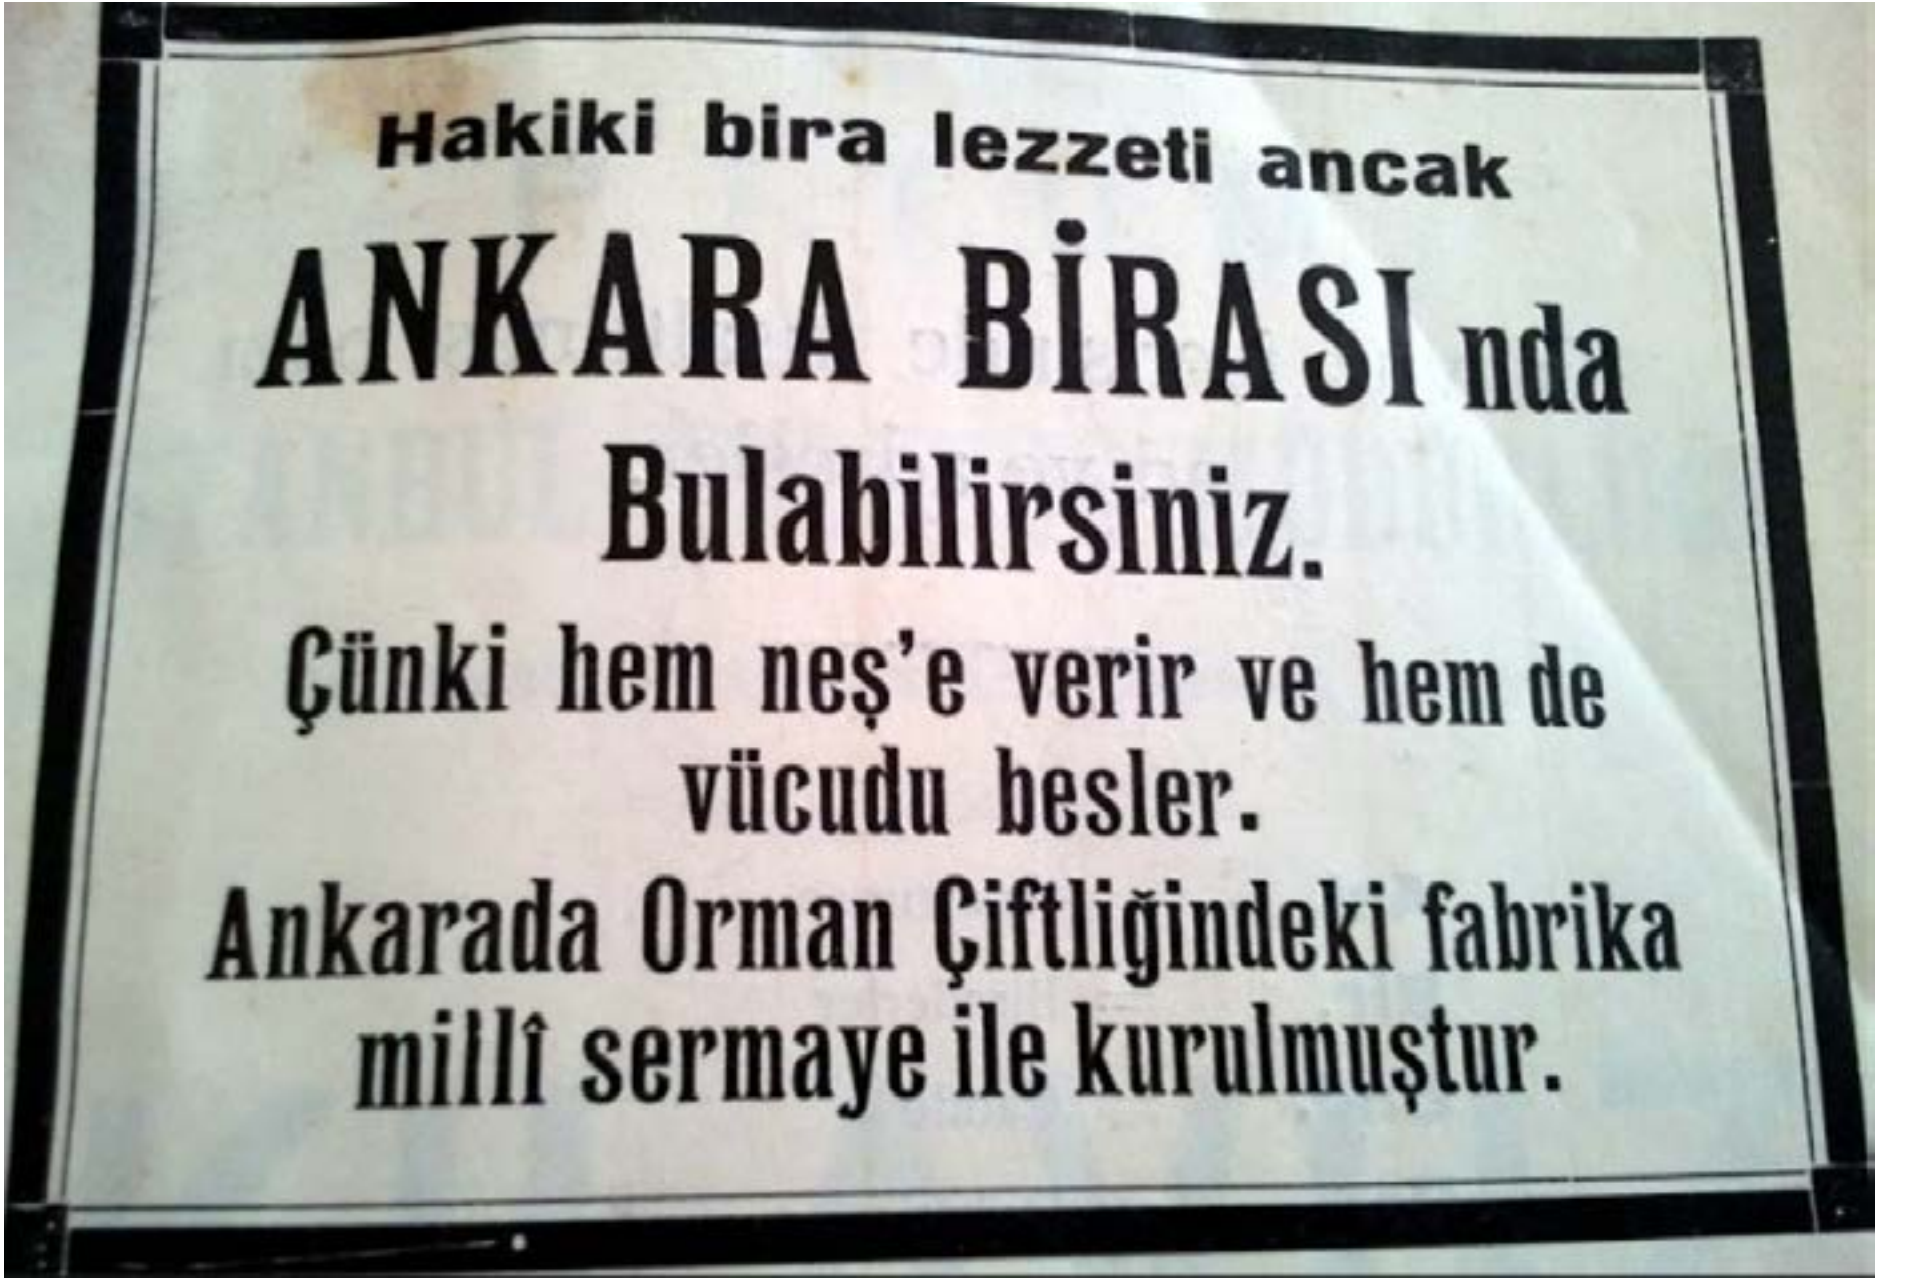 Hakiki bira lezzeti ancak
ANKARA BİRASI nda
Bulabilirsiniz.
Çünki hem neş'e verir ve hem de
vücudu besler.
Ankarada Orman Çiftliğindeki fabrika
millî sermaye ile kurulmuştur.